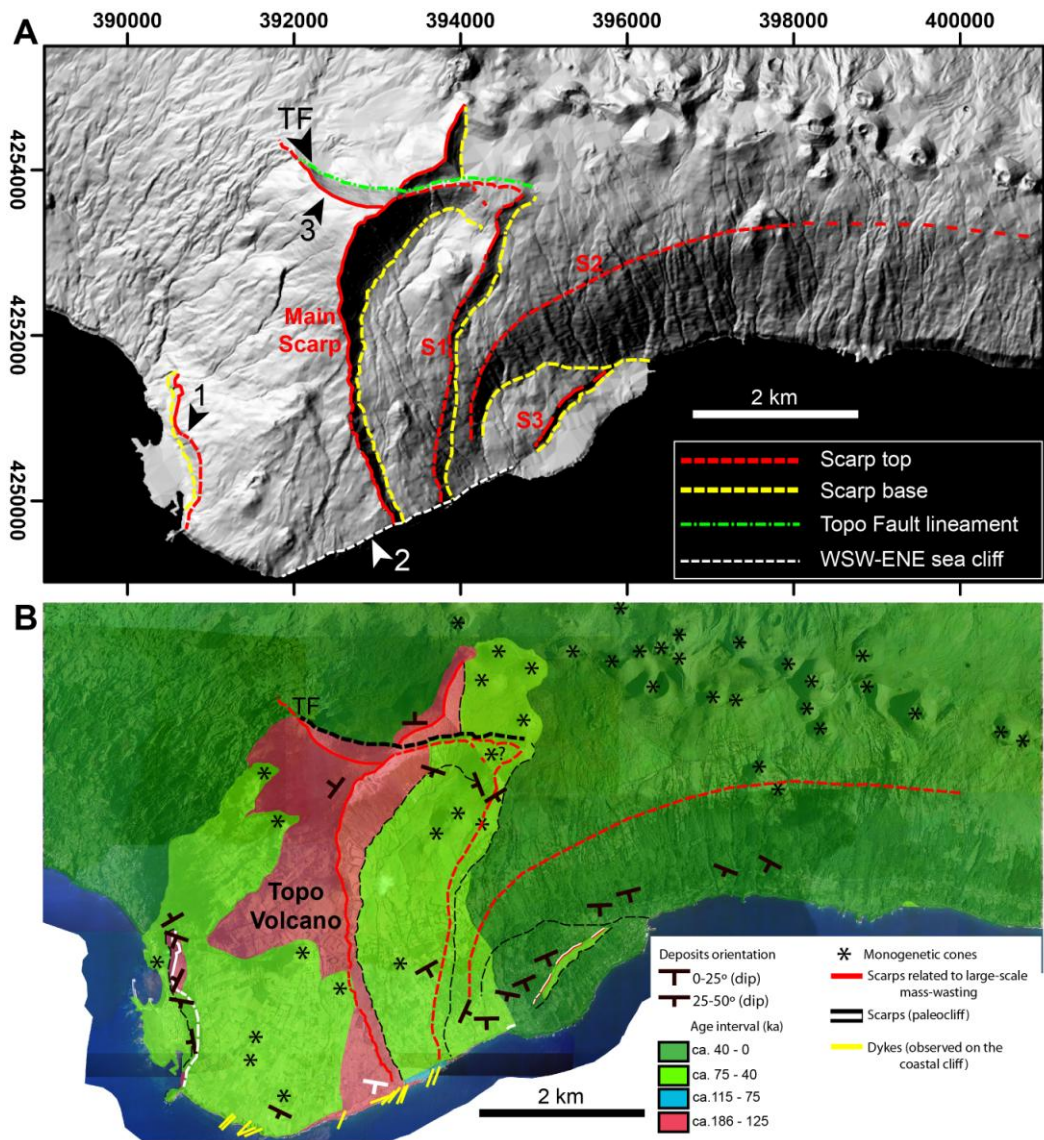 390000 392000 394000 396000 398000 400000
A
TF
4254000
3
S2
Main
Scarp
S1
4252000
1
S3
2 km
4250000
2
Scarp top
Scarp base
Topo Fault lineament
WSW-ENE sea cliff
B
TF
?
Topo
Volcano
2 km
Deposits orientation
0-25º (dip)
25-50º (dip)
Age interval (ka)
ca. 40 - 0
ca. 75 - 40
ca.115 - 75
ca.186 - 125
Monogenetic cones
Scarps related to large-scale
mass-wasting
Scarps (paleocliff)
Dykes (observed on the
coastal cliff)